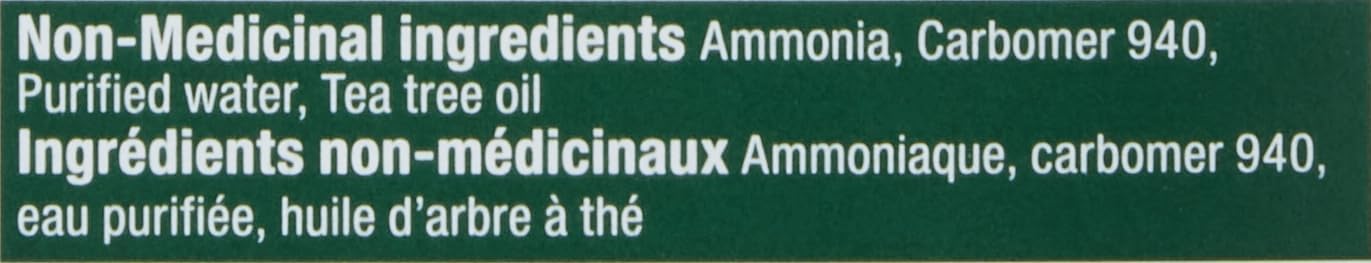 Non-Medicinal ingredients Ammonia, Carbomer 940,
Purified water, Tea tree oil
Ingrédients non-médicinaux Ammoniaque, carbomer 940,
eau purifiée, huile d'arbre à thé